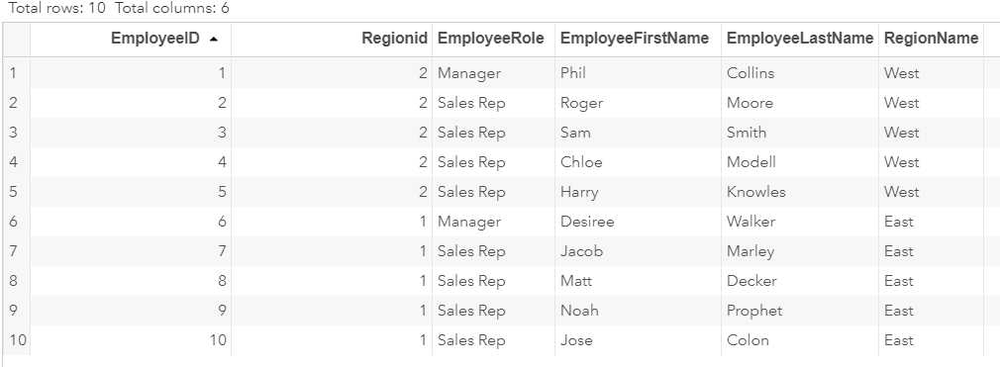 Total rows: 10 Total columns: 6
EmployeeID Regionid EmployeeRole EmployeeFirstName EmployeeLastName RegionName
1 1 2 Manager Phil Collins West
2 2 2 Sales Rep Roger Moore West
3 3 2 Sales Rep Sam Smith West
4 4 2 Sales Rep Chloe Modell West
5 5 2 Sales Rep Harry Knowles West
6 6 1 Manager Desiree Walker East
7 7 1 Sales Rep Jacob Marley East
8 8 1 Sales Rep Matt Decker East
9 9 1 Sales Rep Noah Prophet East
10 10 1 Sales Rep Jose Colon East